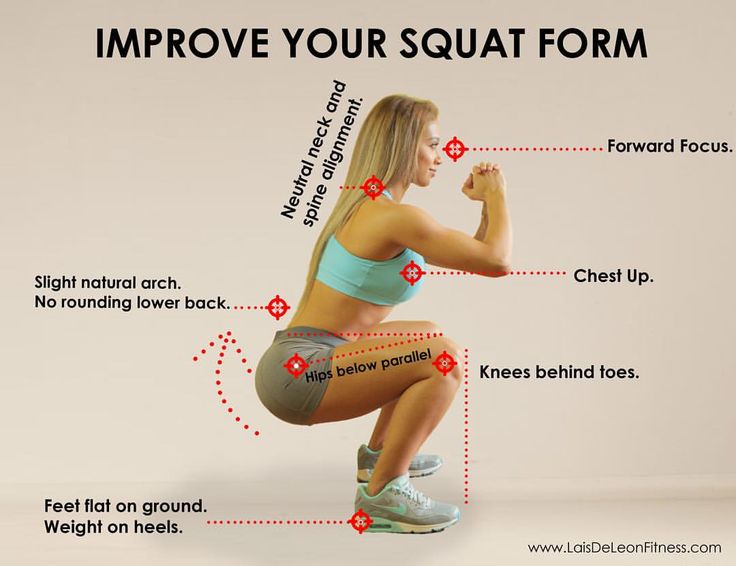 IMPROVE YOUR SQUAT FORM
Neutral neck and
spine alignment.
Forward Focus.
Slight natural arch.
No rounding lower back.
Chest Up.
Hips below parallel
Knees behind toes.
Feet flat on ground.
Weight on heels.
www.LaisDeLeonFitness.com